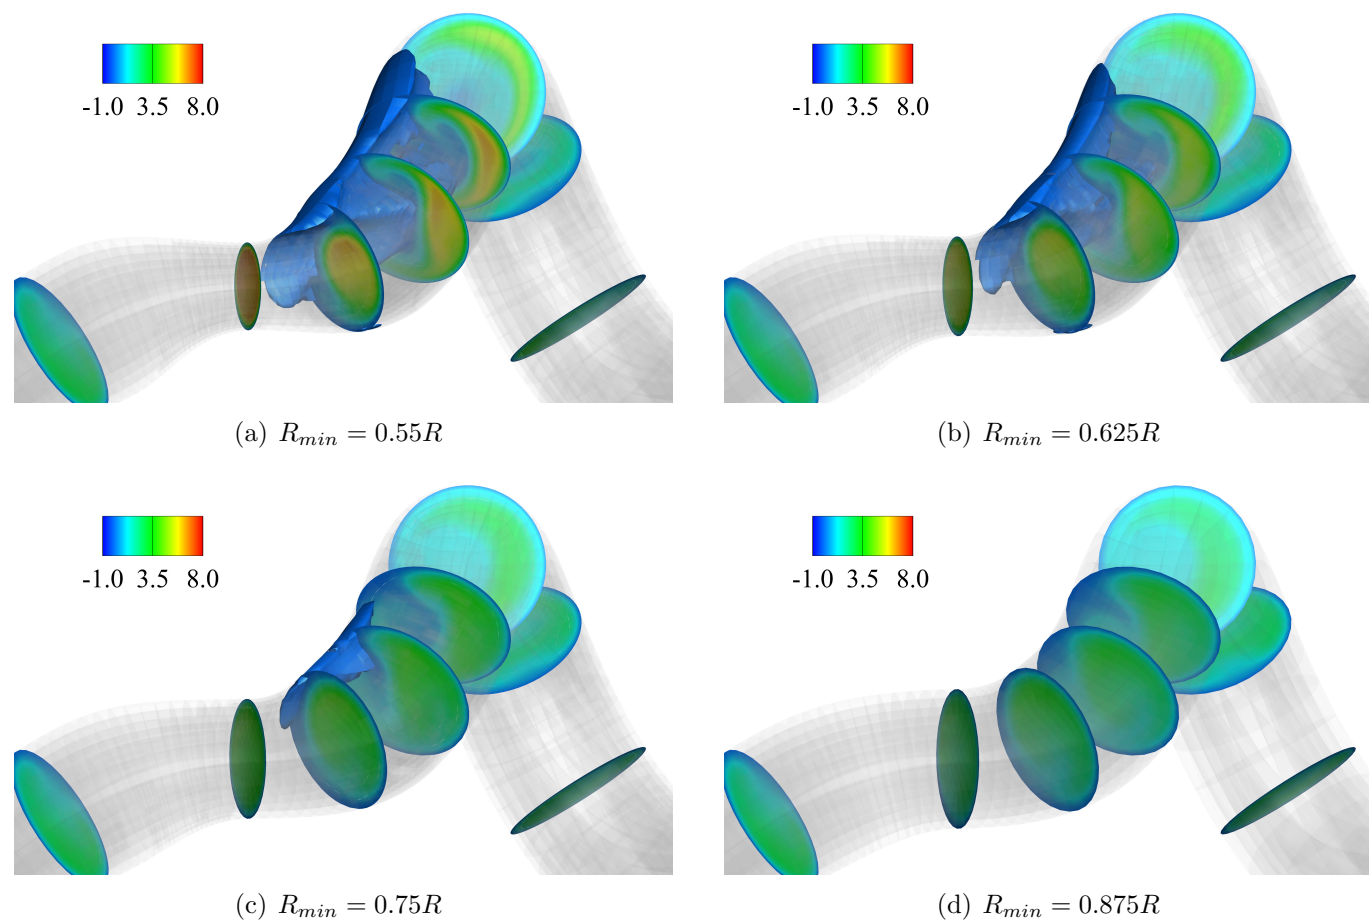 -1.0 3.5 8.0
-1.0 3.5 8.0
(a) R_min = 0.55R
(b) R_min = 0.625R
-1.0 3.5 8.0
-1.0 3.5 8.0
(c) R_min = 0.75R
(d) R_min = 0.875R